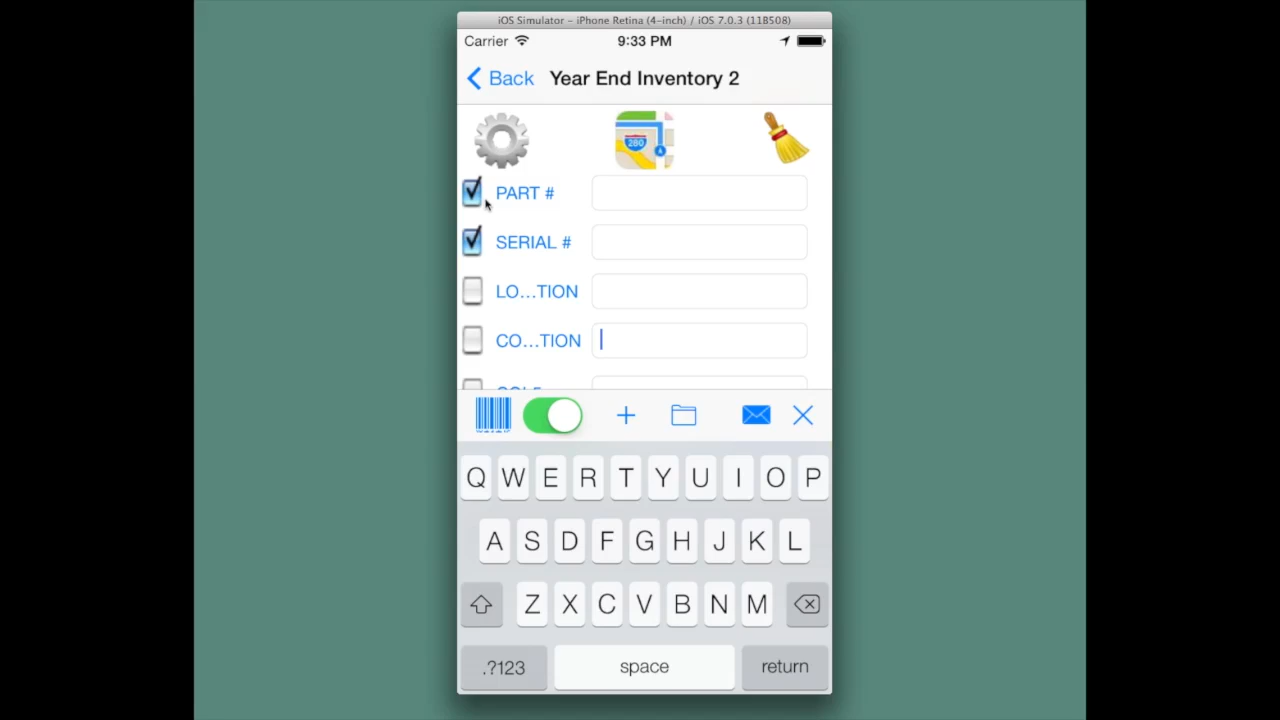 iOS Simulator – iPhone Retina (4-inch) / iOS 7.0.3 (11B508)
Carrier 9:33 PM
Back Year End Inventory 2
280
PART #
SERIAL #
LO...TION
CO...TION
Q W E R T Y U I O P
A S D F G H J K L
Z X C V B N M
.?123 space return